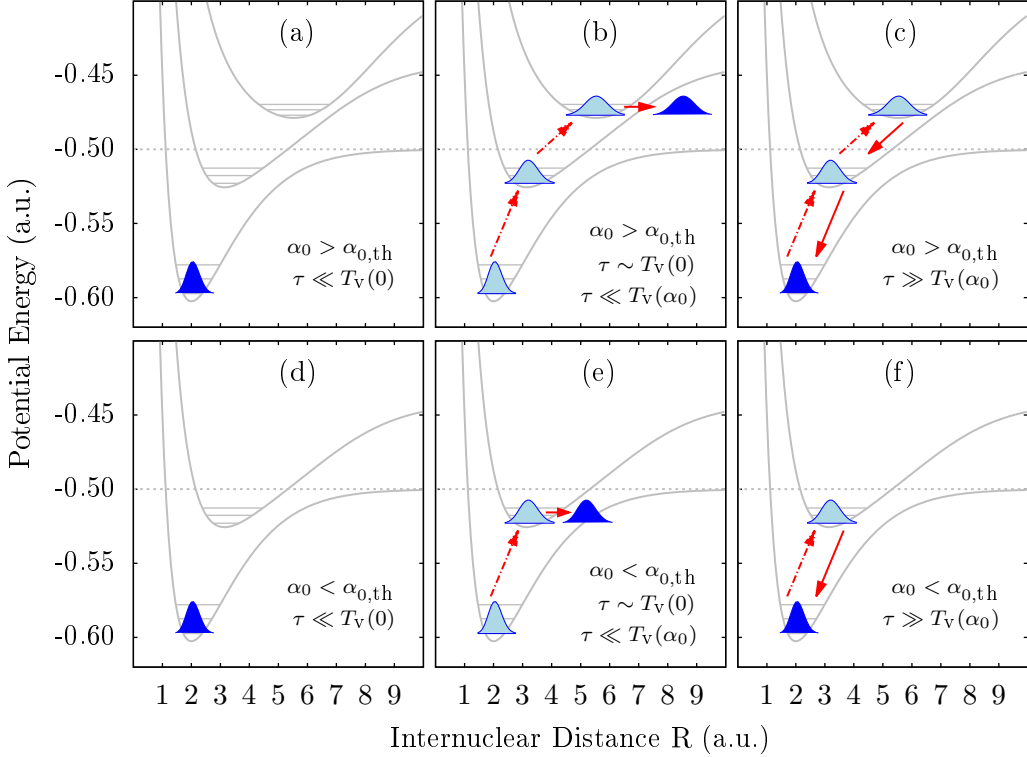 (a)
α₀ > α₀,th
τ ≪ Tᵥ(0)
(b)
α₀ > α₀,th
τ ∼ Tᵥ(0)
τ ≪ Tᵥ(α₀)
(c)
α₀ > α₀,th
τ ≫ Tᵥ(α₀)
-0.45
-0.50
-0.55
-0.60
(d)
α₀ < α₀,th
τ ≪ Tᵥ(0)
(e)
α₀ < α₀,th
τ ∼ Tᵥ(0)
τ ≪ Tᵥ(α₀)
(f)
α₀ < α₀,th
τ ≫ Tᵥ(α₀)
-0.45
-0.50
-0.55
-0.60
1 2 3 4 5 6 7 8 9
1 2 3 4 5 6 7 8 9
1 2 3 4 5 6 7 8 9
Potential Energy (a.u.)
Internuclear Distance R (a.u.)